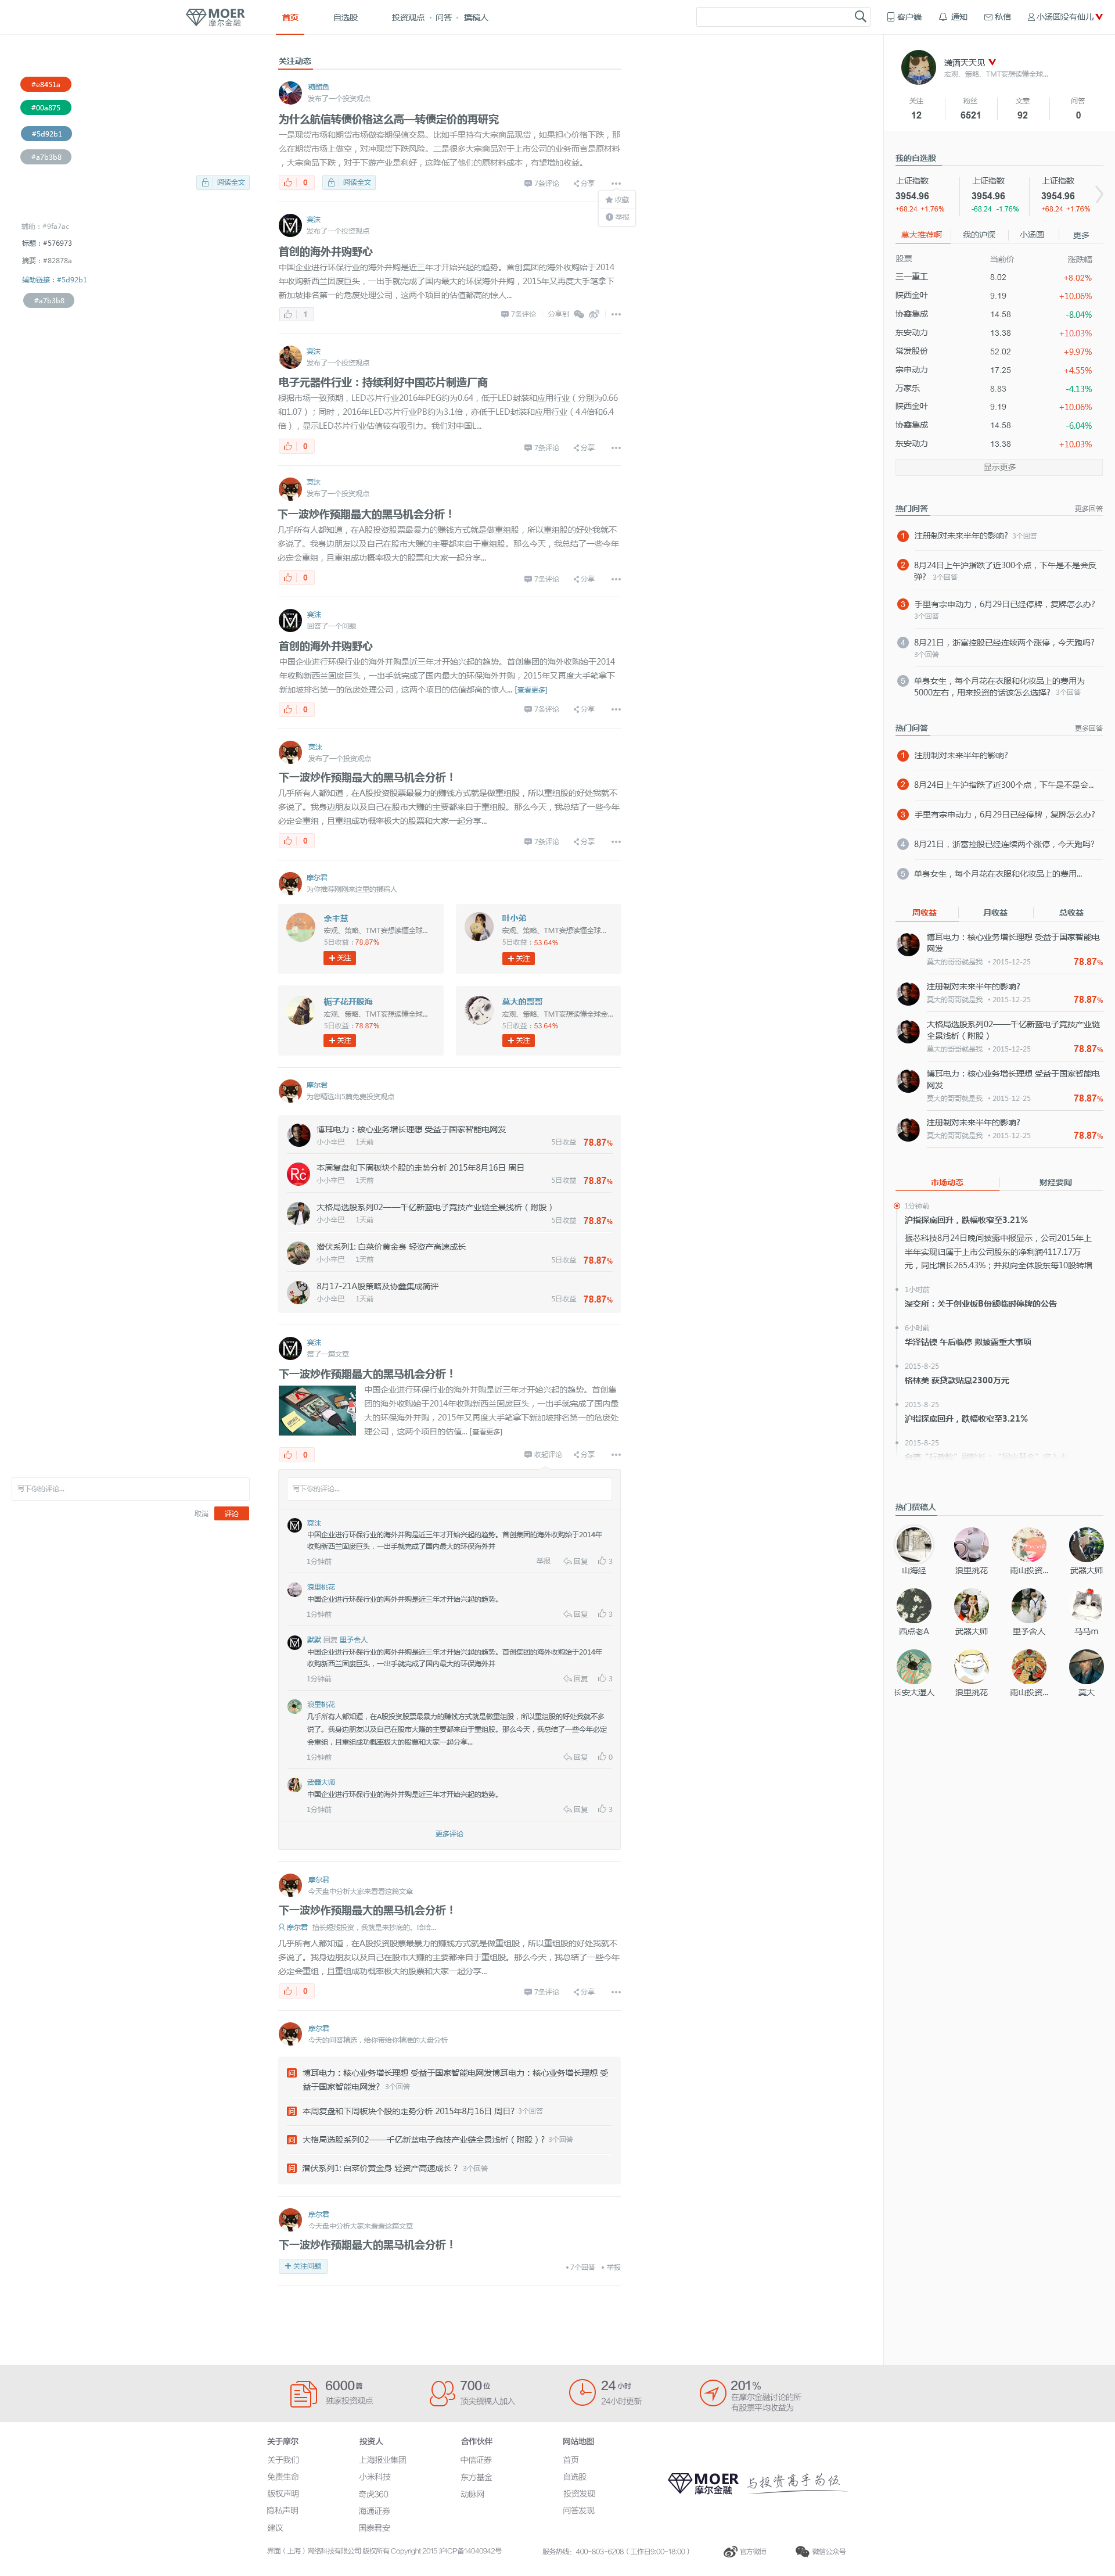 MOER
摩尔金融
首页
自选股
投资观点 · 问答 · 撰稿人
客户端
通知
私信
小汤圆没有仙儿
#e8451a
#00a875
#5d92b1
#a7b3b8
阅读全文
辅助：#9fa7ac
标题：#576973
摘要：#82878a
辅助链接：#5d92b1
#a7b3b8
写下你的评论...
取消 评论
关注动态
糖醋鱼
发布了一个投资观点
为什么航信转债价格这么高—转债定价的再研究
一是现货市场和期货市场做套期保值交易。比如手里持有大宗商品现货，如果担心价格下跌，那
么在期货市场上做空，对冲现货下跌风险。二是很多大宗商品对于上市公司的业务而言是原材料
，大宗商品下跌，对于下游产业是利好，这降低了他们的原材料成本，有望增加收益。
0 阅读全文 7条评论 分享
收藏
举报
莫沫
发布了一个投资观点
首创的海外并购野心
中国企业进行环保行业的海外并购是近三年才开始兴起的趋势。首创集团的海外收购始于2014
年收购新西兰固废巨头，一出手就完成了国内最大的环保海外并购，2015年又再度大手笔拿下
新加坡排名第一的危废处理公司，这两个项目的估值都高的惊人...
1 7条评论 分享到
莫沫
发布了一个投资观点
电子元器件行业：持续利好中国芯片制造厂商
根据市场一致预期，LED芯片行业2016年PEG约为0.64，低于LED封装和应用行业（分别为0.66
和1.07）；同时，2016年LED芯片行业PB约为3.1倍，亦低于LED封装和应用行业（4.4倍和6.4
倍），显示LED芯片行业估值较有吸引力。我们对中国L...
0 7条评论 分享
莫沫
发布了一个投资观点
下一波炒作预期最大的黑马机会分析！
几乎所有人都知道，在A股投资股票最暴力的赚钱方式就是做重组股，所以重组股的好处我就不
多说了。我身边朋友以及自己在股市大赚的主要都来自于重组股。那么今天，我总结了一些今年
必定会重组，且重组成功概率极大的股票和大家一起分享...
0 7条评论 分享
莫沫
回答了一个问题
首创的海外并购野心
中国企业进行环保行业的海外并购是近三年才开始兴起的趋势。首创集团的海外收购始于2014
年收购新西兰固废巨头，一出手就完成了国内最大的环保海外并购，2015年又再度大手笔拿下
新加坡排名第一的危废处理公司，这两个项目的估值都高的惊人... [查看更多]
0 7条评论 分享
莫沫
发布了一个投资观点
下一波炒作预期最大的黑马机会分析！
几乎所有人都知道，在A股投资股票最暴力的赚钱方式就是做重组股，所以重组股的好处我就不
多说了。我身边朋友以及自己在股市大赚的主要都来自于重组股。那么今天，我总结了一些今年
必定会重组，且重组成功概率极大的股票和大家一起分享...
0 7条评论 分享
摩尔君
为你推荐刚刚来这里的撰稿人
余丰慧
宏观、策略、TMT要想读懂全球...
5日收益：78.87%
+ 关注
叶小弟
宏观、策略、TMT要想读懂全球...
5日收益：53.64%
+ 关注
栀子花开殷海
宏观、策略、TMT要想读懂全球...
5日收益：78.87%
+ 关注
莫大的哥哥
宏观、策略、TMT要想读懂全球金...
5日收益：53.64%
+ 关注
摩尔君
为您精选出5篇免费投资观点
博耳电力：核心业务增长理想 受益于国家智能电网发
小小辛巴 1天前 5日收益 78.87%
本周复盘和下周板块个股的走势分析 2015年8月16日 周日
小小辛巴 1天前 5日收益 78.87%
大格局选股系列02——千亿新蓝电子竞技产业链全景浅析（附股）
小小辛巴 1天前 5日收益 78.87%
潜伏系列1: 白菜价黄金身 轻资产高速成长
小小辛巴 1天前 5日收益 78.87%
8月17-21A股策略及协鑫集成简评
小小辛巴 1天前 5日收益 78.87%
莫沫
赞了一篇文章
下一波炒作预期最大的黑马机会分析！
中国企业进行环保行业的海外并购是近三年才开始兴起的趋势。首创集
团的海外收购始于2014年收购新西兰固废巨头，一出手就完成了国内最
大的环保海外并购，2015年又再度大手笔拿下新加坡排名第一的危废处
理公司，这两个项目的估值... [查看更多]
0 收起评论 分享
写下你的评论...
莫沫
中国企业进行环保行业的海外并购是近三年才开始兴起的趋势。首创集团的海外收购始于2014年
收购新西兰固废巨头，一出手就完成了国内最大的环保海外并
1分钟前 举报 回复 3
浪里桃花
中国企业进行环保行业的海外并购是近三年才开始兴起的趋势。
1分钟前 回复 3
默默 回复 里予舍人
中国企业进行环保行业的海外并购是近三年才开始兴起的趋势。首创集团的海外收购始于2014年
收购新西兰固废巨头，一出手就完成了国内最大的环保海外并
1分钟前 回复 3
浪里桃花
几乎所有人都知道，在A股投资股票最暴力的赚钱方式就是做重组股，所以重组股的好处我就不多
说了。我身边朋友以及自己在股市大赚的主要都来自于重组股。那么今天，我总结了一些今年必定
会重组，且重组成功概率极大的股票和大家一起分享...
1分钟前 回复 0
武器大师
中国企业进行环保行业的海外并购是近三年才开始兴起的趋势。
1分钟前 回复 3
更多评论
摩尔君
今天盘中分析大家来看看这篇文章
下一波炒作预期最大的黑马机会分析！
摩尔君 擅长短线投资，我就是来抄底的。哈哈...
几乎所有人都知道，在A股投资股票最暴力的赚钱方式就是做重组股，所以重组股的好处我就不
多说了。我身边朋友以及自己在股市大赚的主要都来自于重组股。那么今天，我总结了一些今年
必定会重组，且重组成功概率极大的股票和大家一起分享...
0 7条评论 分享
摩尔君
今天的问答精选，给你带给你精准的大盘分析
问 博耳电力：核心业务增长理想 受益于国家智能电网发博耳电力：核心业务增长理想 受
益于国家智能电网发? 3个回答
问 本周复盘和下周板块个股的走势分析 2015年8月16日 周日? 3个回答
问 大格局选股系列02——千亿新蓝电子竞技产业链全景浅析（附股）? 3个回答
问 潜伏系列1: 白菜价黄金身 轻资产高速成长？ 3个回答
摩尔君
今天盘中分析大家来看看这篇文章
下一波炒作预期最大的黑马机会分析！
+ 关注问题 • 7个回答 • 举报
潇洒天天见
宏观、策略、TMT要想读懂全球...
关注 粉丝 文章 问答
12 6521 92 0
我的自选股
上证指数 上证指数 上证指数
3954.96 3954.96 3954.96
+68.24 +1.76% -68.24 -1.76% +68.24 +1.76%
莫大推荐啊 我的沪深 小汤圆 更多
股票 当前价 涨跌幅
三一重工 8.02 +8.02%
陕西金叶 9.19 +10.06%
协鑫集成 14.58 -8.04%
东安动力 13.38 +10.03%
常发股份 52.02 +9.97%
宗申动力 17.25 +4.55%
万家乐 8.83 -4.13%
陕西金叶 9.19 +10.06%
协鑫集成 14.58 -6.04%
东安动力 13.38 +10.03%
显示更多
热门问答 更多回答
1 注册制对未来半年的影响? 3个回答
2 8月24日上午沪指跌了近300个点，下午是不是会反
弹? 3个回答
3 手里有宗申动力，6月29日已经停牌，复牌怎么办?
3个回答
4 8月21日，浙富控股已经连续两个涨停，今天跑吗?
3个回答
5 单身女生，每个月花在衣服和化妆品上的费用为
5000左右，用来投资的话该怎么选择? 3个回答
热门问答 更多回答
1 注册制对未来半年的影响?
2 8月24日上午沪指跌了近300个点，下午是不是会...
3 手里有宗申动力，6月29日已经停牌，复牌怎么办?
4 8月21日，浙富控股已经连续两个涨停，今天跑吗?
5 单身女生，每个月花在衣服和化妆品上的费用...
周收益 月收益 总收益
博耳电力：核心业务增长理想 受益于国家智能电
网发
莫大的哥哥就是我 • 2015-12-25 78.87%
注册制对未来半年的影响?
莫大的哥哥就是我 • 2015-12-25 78.87%
大格局选股系列02——千亿新蓝电子竞技产业链
全景浅析（附股）
莫大的哥哥就是我 • 2015-12-25 78.87%
博耳电力：核心业务增长理想 受益于国家智能电
网发
莫大的哥哥就是我 • 2015-12-25 78.87%
注册制对未来半年的影响?
莫大的哥哥就是我 • 2015-12-25 78.87%
市场动态 财经要闻
1分钟前
沪指探底回升，跌幅收窄至3.21%
振芯科技8月24日晚间披露中报显示，公司2015年上
半年实现归属于上市公司股东的净利润4117.17万
元，同比增长265.43%；并拟向全体股东每10股转增
1小时前
深交所：关于创业板B份额临时停牌的公告
6小时前
华泽钴镍 午后临停 拟披露重大事项
2015-8-25
格林美 获贷款贴息2300万元
2015-8-25
沪指探底回升，跌幅收窄至3.21%
2015-8-25
热门撰稿人
山海经 浪里桃花 雨山投资... 武器大师
西点老A 武器大师 里予舍人 马马m
长安大澄人 浪里桃花 雨山投资... 莫大
6000篇
独家投资观点
700位
顶尖撰稿人加入
24小时
24小时更新
201%
在摩尔金融讨论的所
有股票平均收益为
关于摩尔 投资人 合作伙伴 网站地图
关于我们 上海报业集团 中信证券 首页
免责生命 小米科技 东方基金 自选股
版权声明 奇虎360 动脉网 投资发现
隐私声明 海通证券 问答发现
建议 国泰君安
MOER
摩尔金融
与投资高手为伍
界面（上海）网络科技有限公司 版权所有 Copyright 2015 沪ICP备14040942号
服务热线：400-803-6208（工作日9:00-18:00）
官方微博
微信公众号